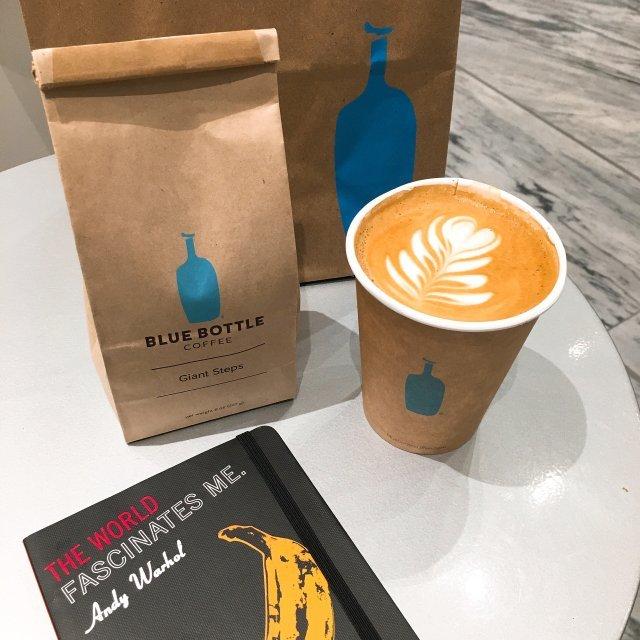 BLUE BOTTLE
COFFEE
Giant Steps
THE WORLD
FASCINATES ME.
Andy Warhol